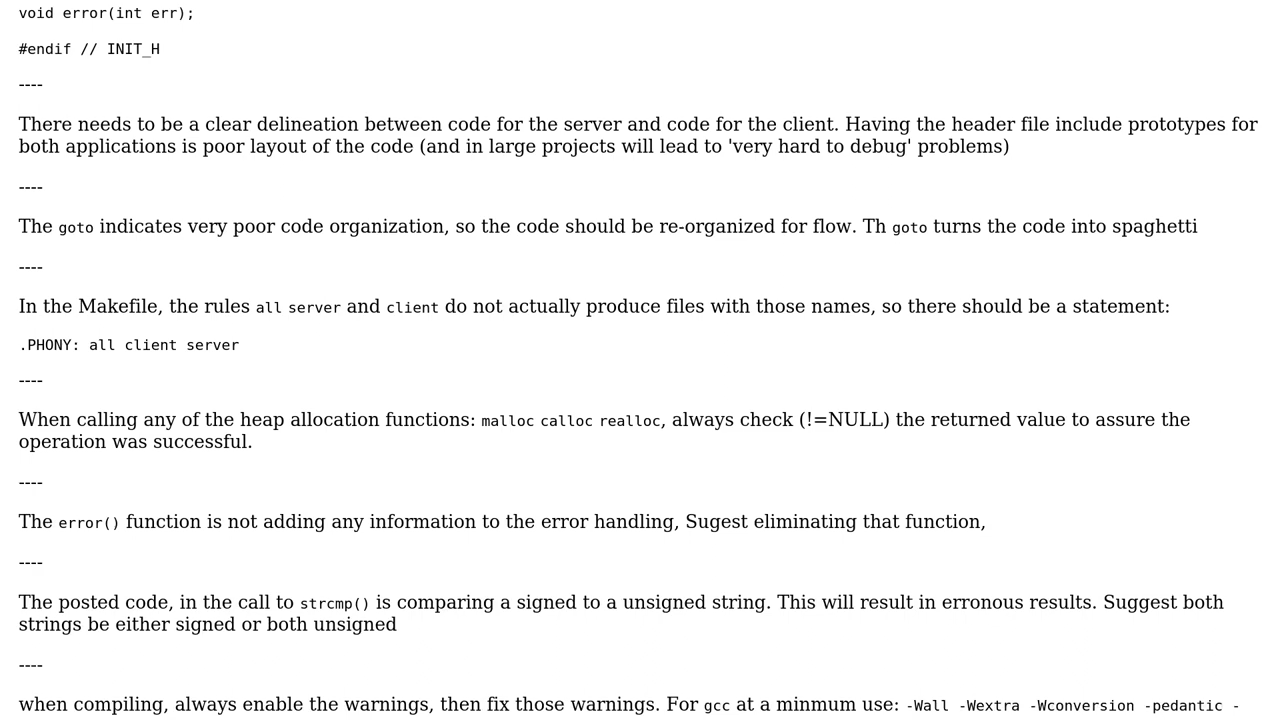 void error(int err);
#endif // INIT_H
----
There needs to be a clear delineation between code for the server and code for the client. Having the header file include prototypes for
both applications is poor layout of the code (and in large projects will lead to 'very hard to debug' problems)
----
The goto indicates very poor code organization, so the code should be re-organized for flow. Th goto turns the code into spaghetti
----
In the Makefile, the rules all server and client do not actually produce files with those names, so there should be a statement:
.PHONY: all client server
----
When calling any of the heap allocation functions: malloc calloc realloc, always check (!=NULL) the returned value to assure the
operation was successful.
----
The error() function is not adding any information to the error handling, Sugest eliminating that function,
----
The posted code, in the call to strcmp() is comparing a signed to a unsigned string. This will result in erronous results. Suggest both
strings be either signed or both unsigned
----
when compiling, always enable the warnings, then fix those warnings. For gcc at a minmum use: -Wall -Wextra -Wconversion -pedantic -